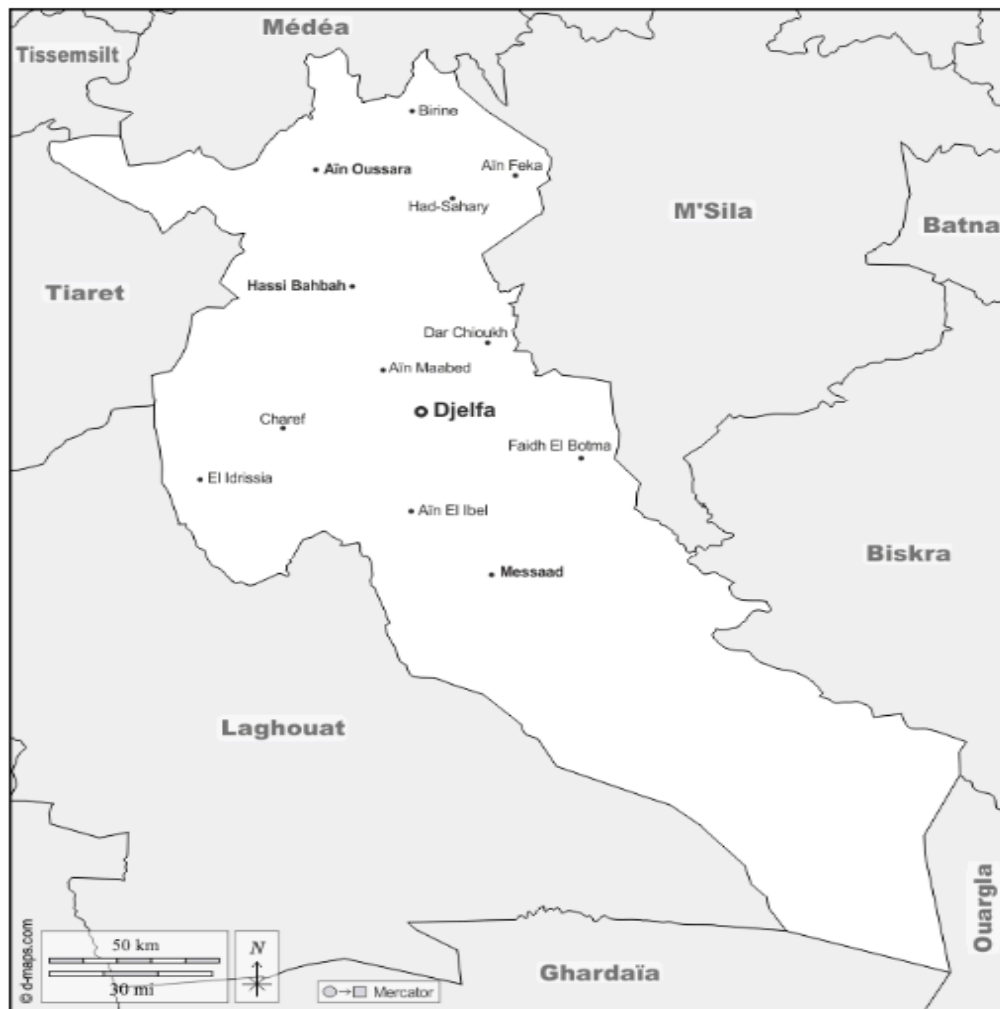 Médéa
Tissemsilt
Birine
Aïn Oussara
Aïn Feka
Had-Sahary
M'Sila
Batna
Tiaret
Hassi Bahbah
Dar Chioukh
Aïn Maabed
Djelfa
Charef
Faidh El Botma
El Idrissia
Aïn El Ibel
Messaad
Biskra
Laghouat
Ouargla
Ghardaïa
50 km
30 mi
N
Mercator
© d-maps.com